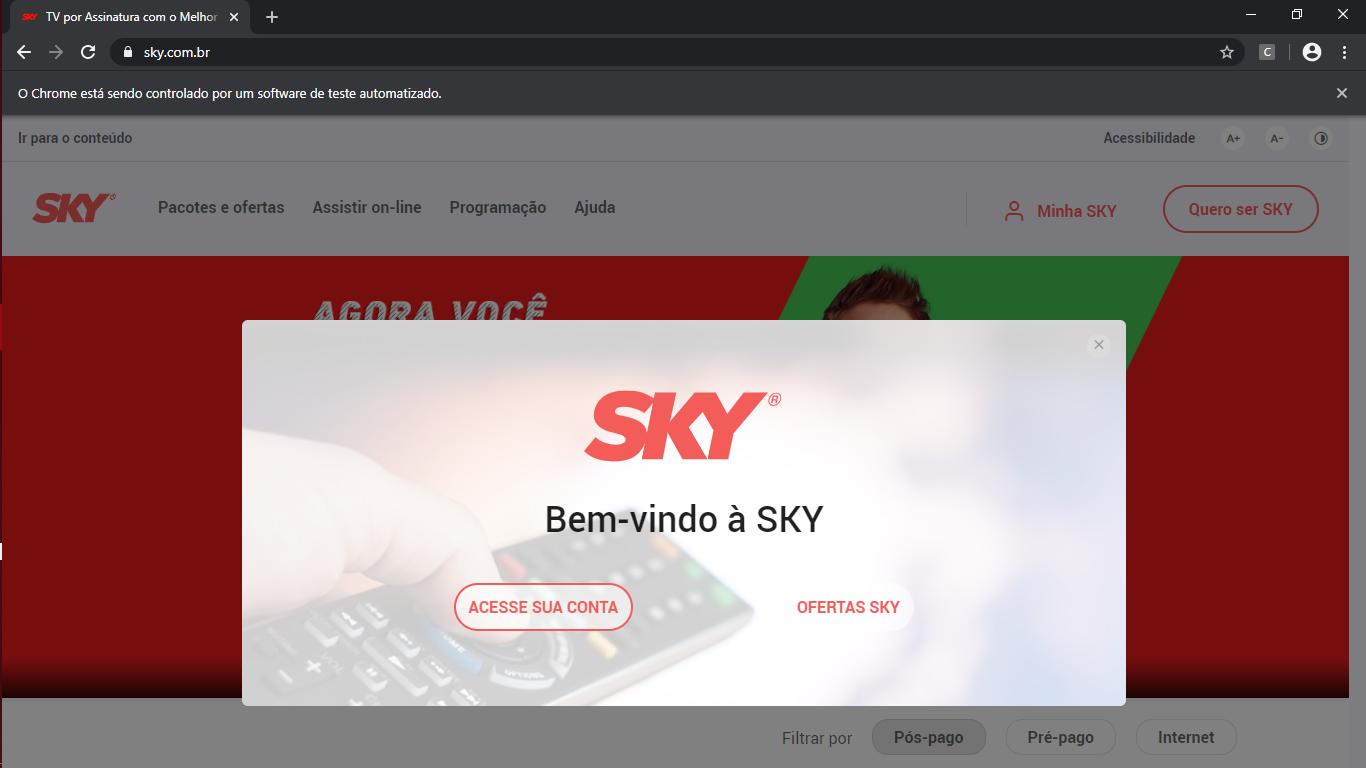 SKY TV por Assinatura com o Melhor
sky.com.br
C
O Chrome está sendo controlado por um software de teste automatizado.
Ir para o conteúdo
Acessibilidade
A+
A-
SKY®
Pacotes e ofertas
Assistir on-line
Programação
Ajuda
Minha SKY
Quero ser SKY
AGORA VOCÊ
SKY®
Bem-vindo à SKY
ACESSE SUA CONTA
OFERTAS SKY
Filtrar por
Pós-pago
Pré-pago
Internet